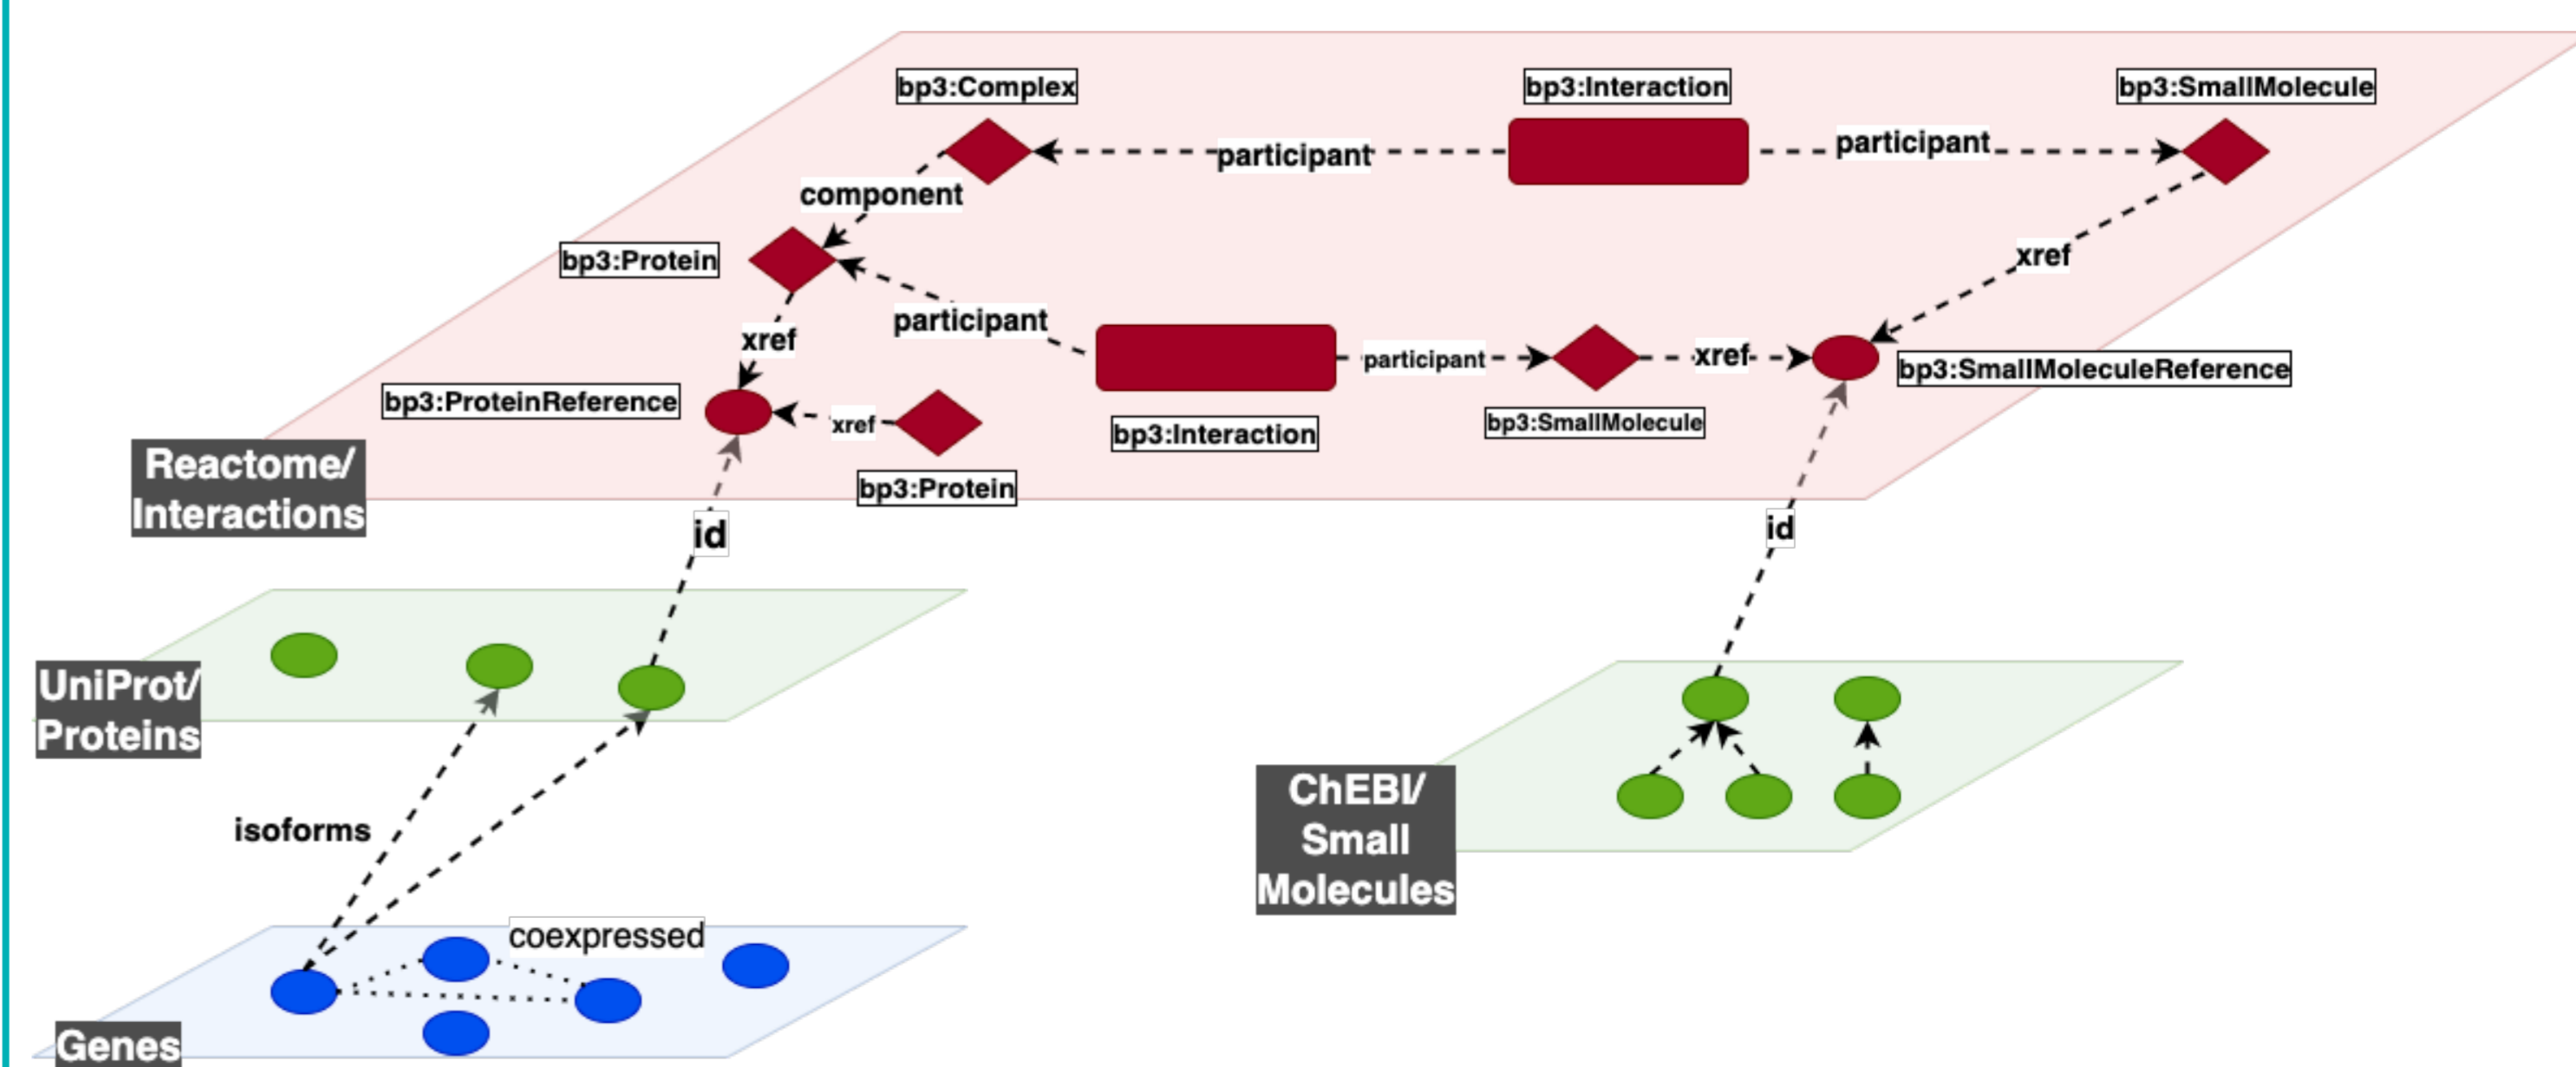 bp3:Complex
bp3:Interaction
bp3:SmallMolecule
participant
participant
component
bp3:Protein
xref
participant
xref
participant
xref
bp3:SmallMoleculeReference
bp3:ProteinReference
xref
bp3:Interaction
bp3:SmallMolecule
Reactome/
Interactions
bp3:Protein
id
id
UniProt/
Proteins
ChEBI/
Small
Molecules
isoforms
coexpressed
Genes